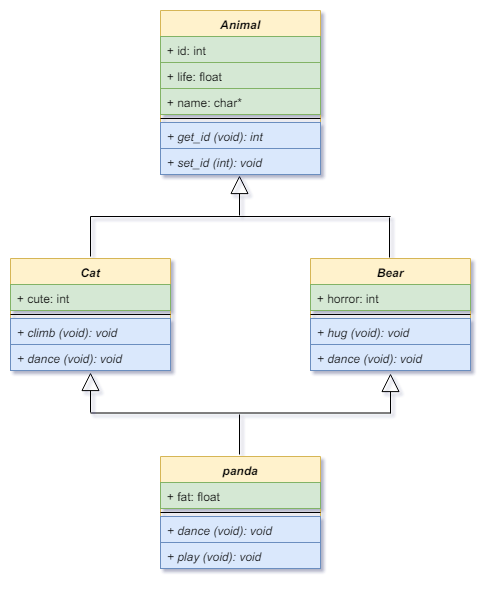 Animal
+ id: int
+ life: float
+ name: char*
+ get_id (void): int
+ set_id (int): void
Cat
+ cute: int
+ climb (void): void
+ dance (void): void
Bear
+ horror: int
+ hug (void): void
+ dance (void): void
panda
+ fat: float
+ dance (void): void
+ play (void): void